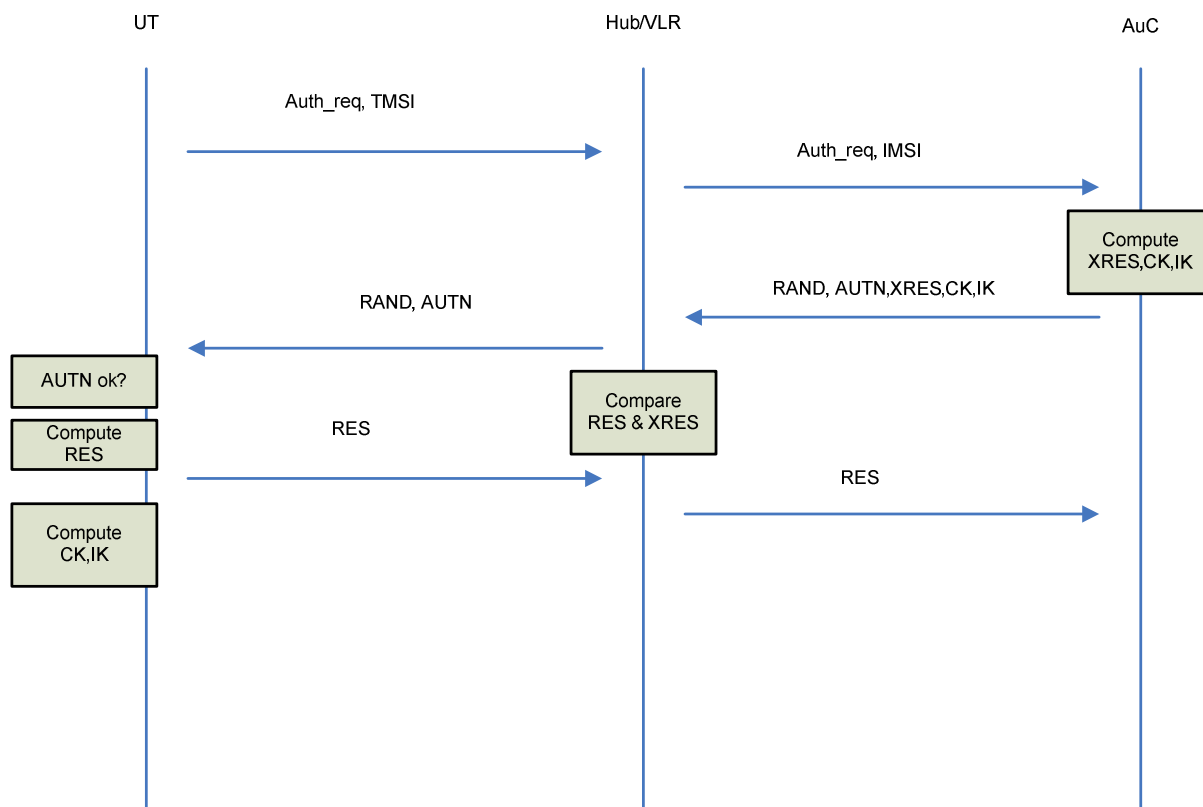 UT
Hub/VLR
AuC
Auth_req, TMSI
Auth_req, IMSI
Compute
XRES,CK,IK
RAND, AUTN,XRES,CK,IK
RAND, AUTN
AUTN ok?
Compare
RES & XRES
Compute
RES
RES
RES
Compute
CK,IK